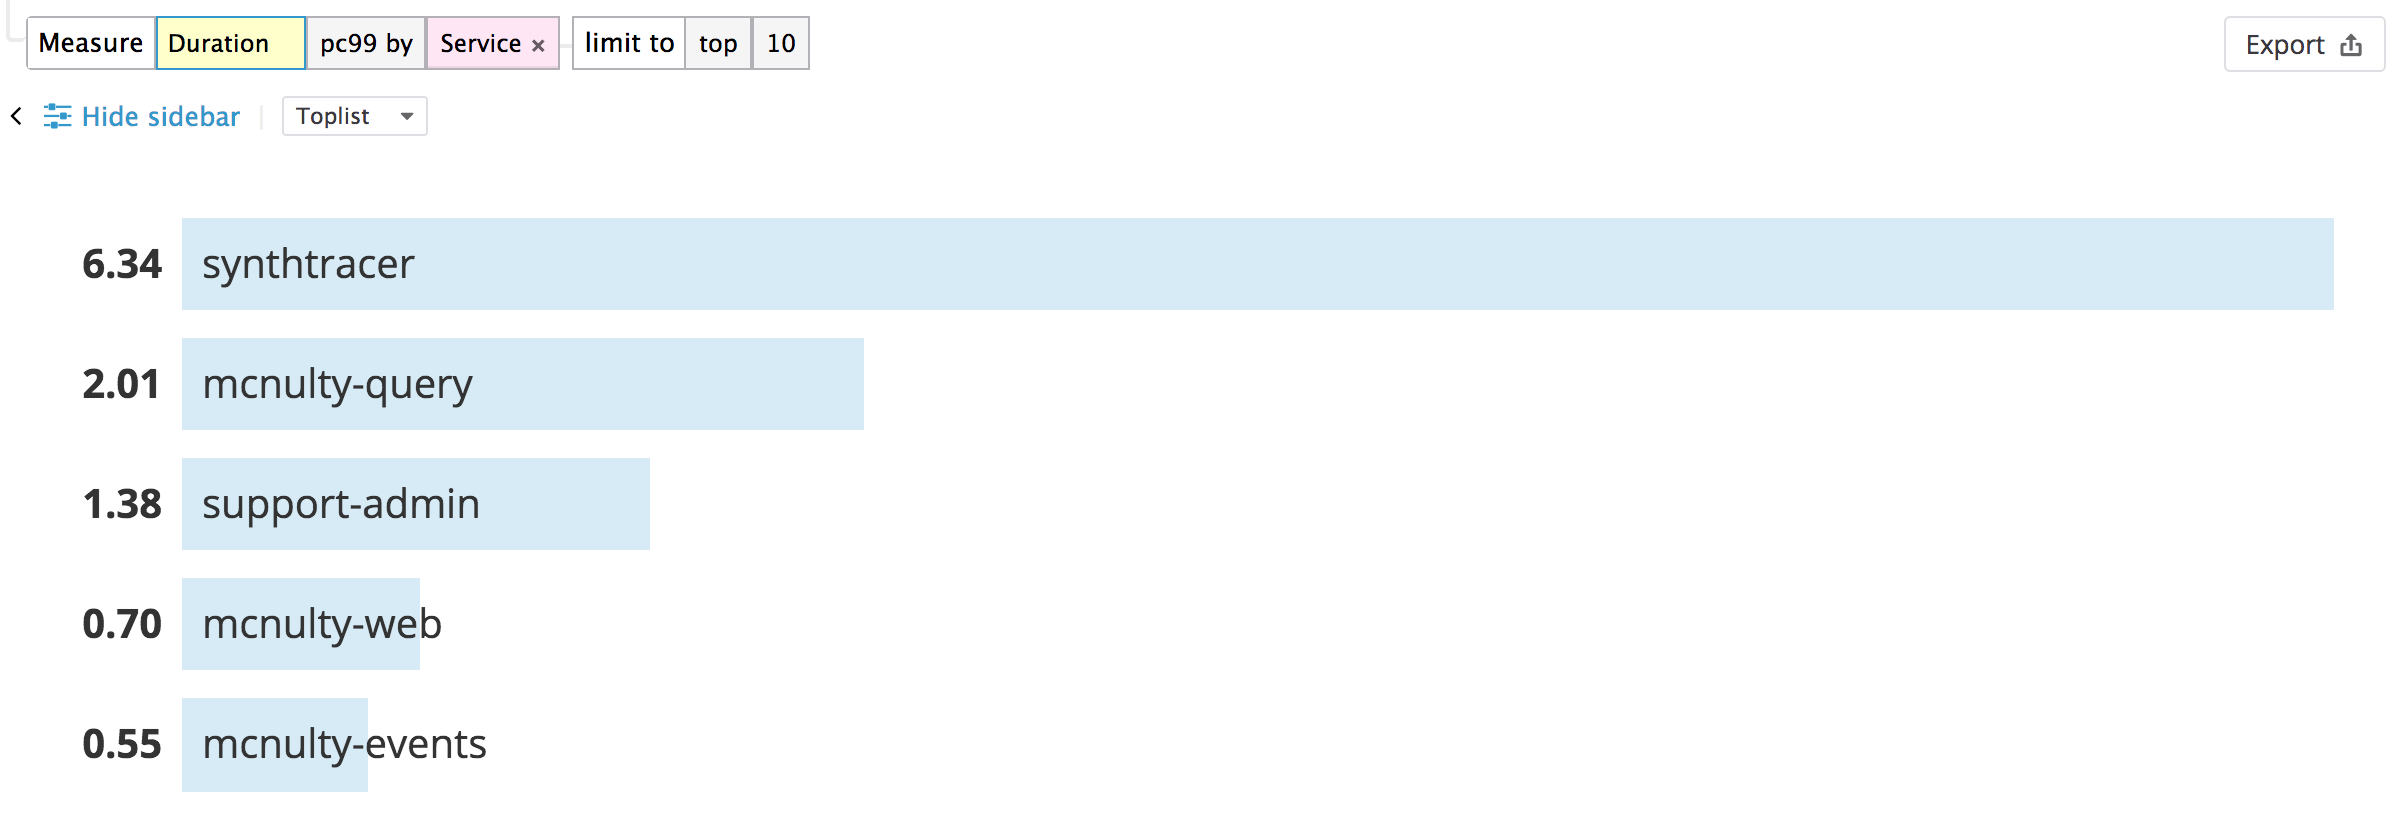 Measure Duration pc99 by Service × limit to top 10 Export
Hide sidebar Toplist
6.34 synthtracer
2.01 mcnulty-query
1.38 support-admin
0.70 mcnulty-web
0.55 mcnulty-events